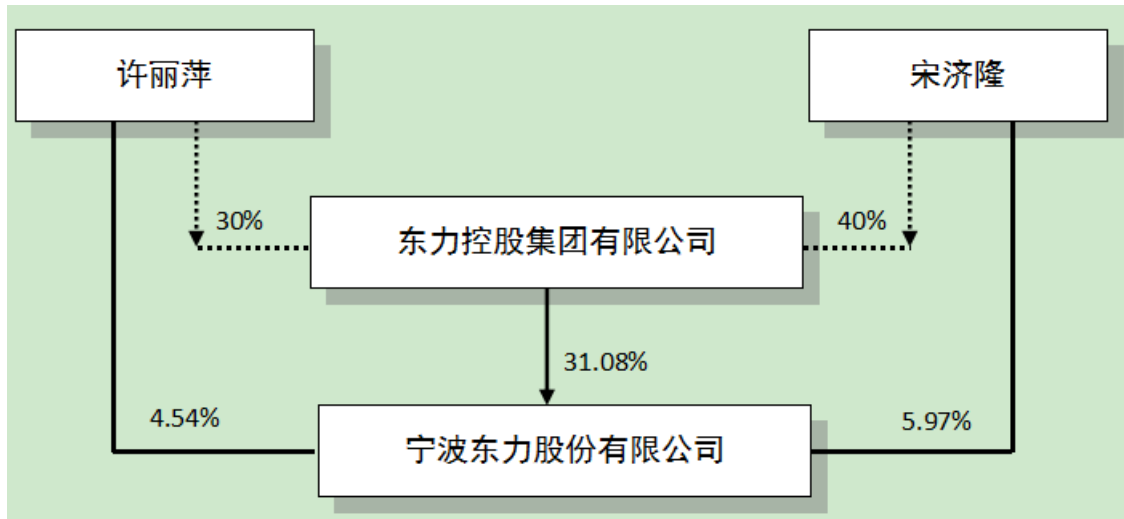 许丽萍
宋济隆
30%
东力控股集团有限公司
40%
31.08%
4.54%
宁波东力股份有限公司
5.97%